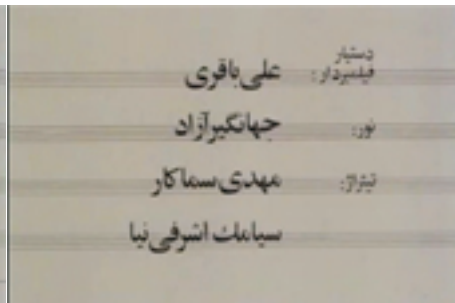 دستیار
فیلمبردار: علی باقری
نور: جهانگیر آزاد
تیتراژ: مهدی سماکار
سیامک اشرفی نیا